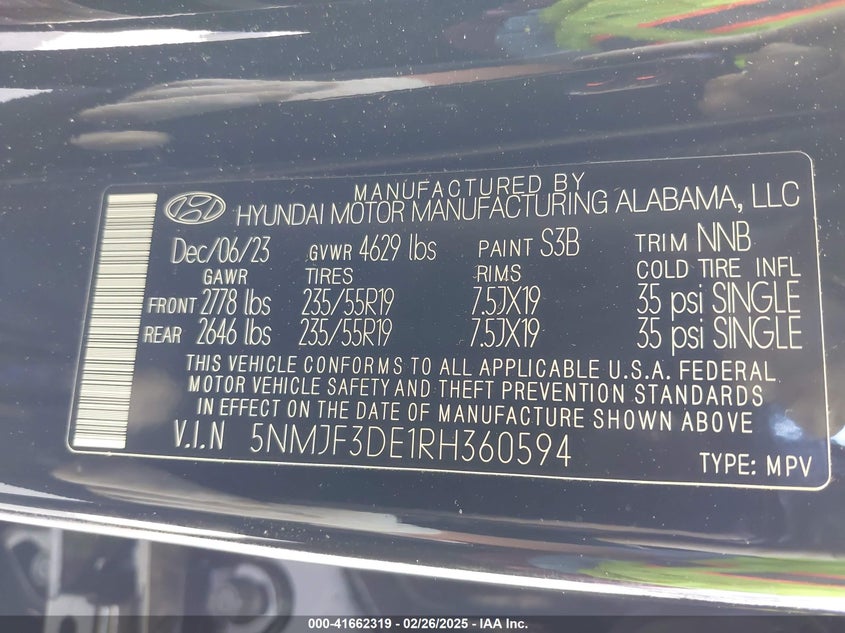 MANUFACTURED BY
HYUNDAI MOTOR MANUFACTURING ALABAMA, LLC
Dec/06/23 GVWR 4629 lbs PAINT S3B TRIM NNB
GAWR TIRES RIMS COLD TIRE INFL
FRONT 2778 lbs 235/55R19 7.5JX19 35 psi SINGLE
REAR 2646 lbs 235/55R19 7.5JX19 35 psi SINGLE
THIS VEHICLE CONFORMS TO ALL APPLICABLE U.S.A. FEDERAL
MOTOR VEHICLE SAFETY AND THEFT PREVENTION STANDARDS
IN EFFECT ON THE DATE OF MANUFACTURE SHOWN ABOVE
V.I.N 5NMJF3DE1RH360594 TYPE: MPV
000-41662319 - 02/26/2025 - IAA Inc.